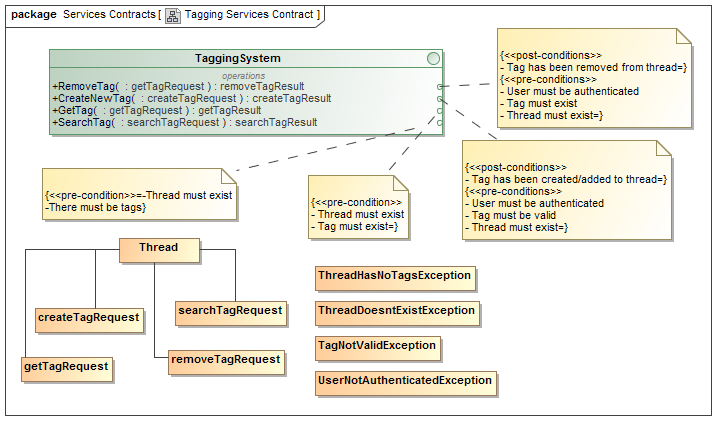 package Services Contracts [ Tagging Services Contract ]
TaggingSystem
operations
+RemoveTag( : getTagRequest ) : removeTagResult
+CreateNewTag( : createTagRequest ) : createTagResult
+GetTag( : getTagRequest ) : getTagResult
+SearchTag( : searchTagRequest ) : searchTagResult
{<<post-conditions>>
- Tag has been removed from thread=}
{<<pre-conditions>>
- User must be authenticated
- Tag must exist
- Thread must exist=}
{<<post-conditions>>
- Tag has been created/added to thread=}
{<<pre-conditions>>
- User must be authenticated
- Tag must be valid
- Thread must exist=}
{<<pre-condition>>=-Thread must exist
-There must be tags}
{<<pre-condition>>
- Thread must exist
- Tag must exist=}
Thread
createTagRequest
searchTagRequest
getTagRequest
removeTagRequest
ThreadHasNoTagsException
ThreadDoesntExistException
TagNotValidException
UserNotAuthenticatedException